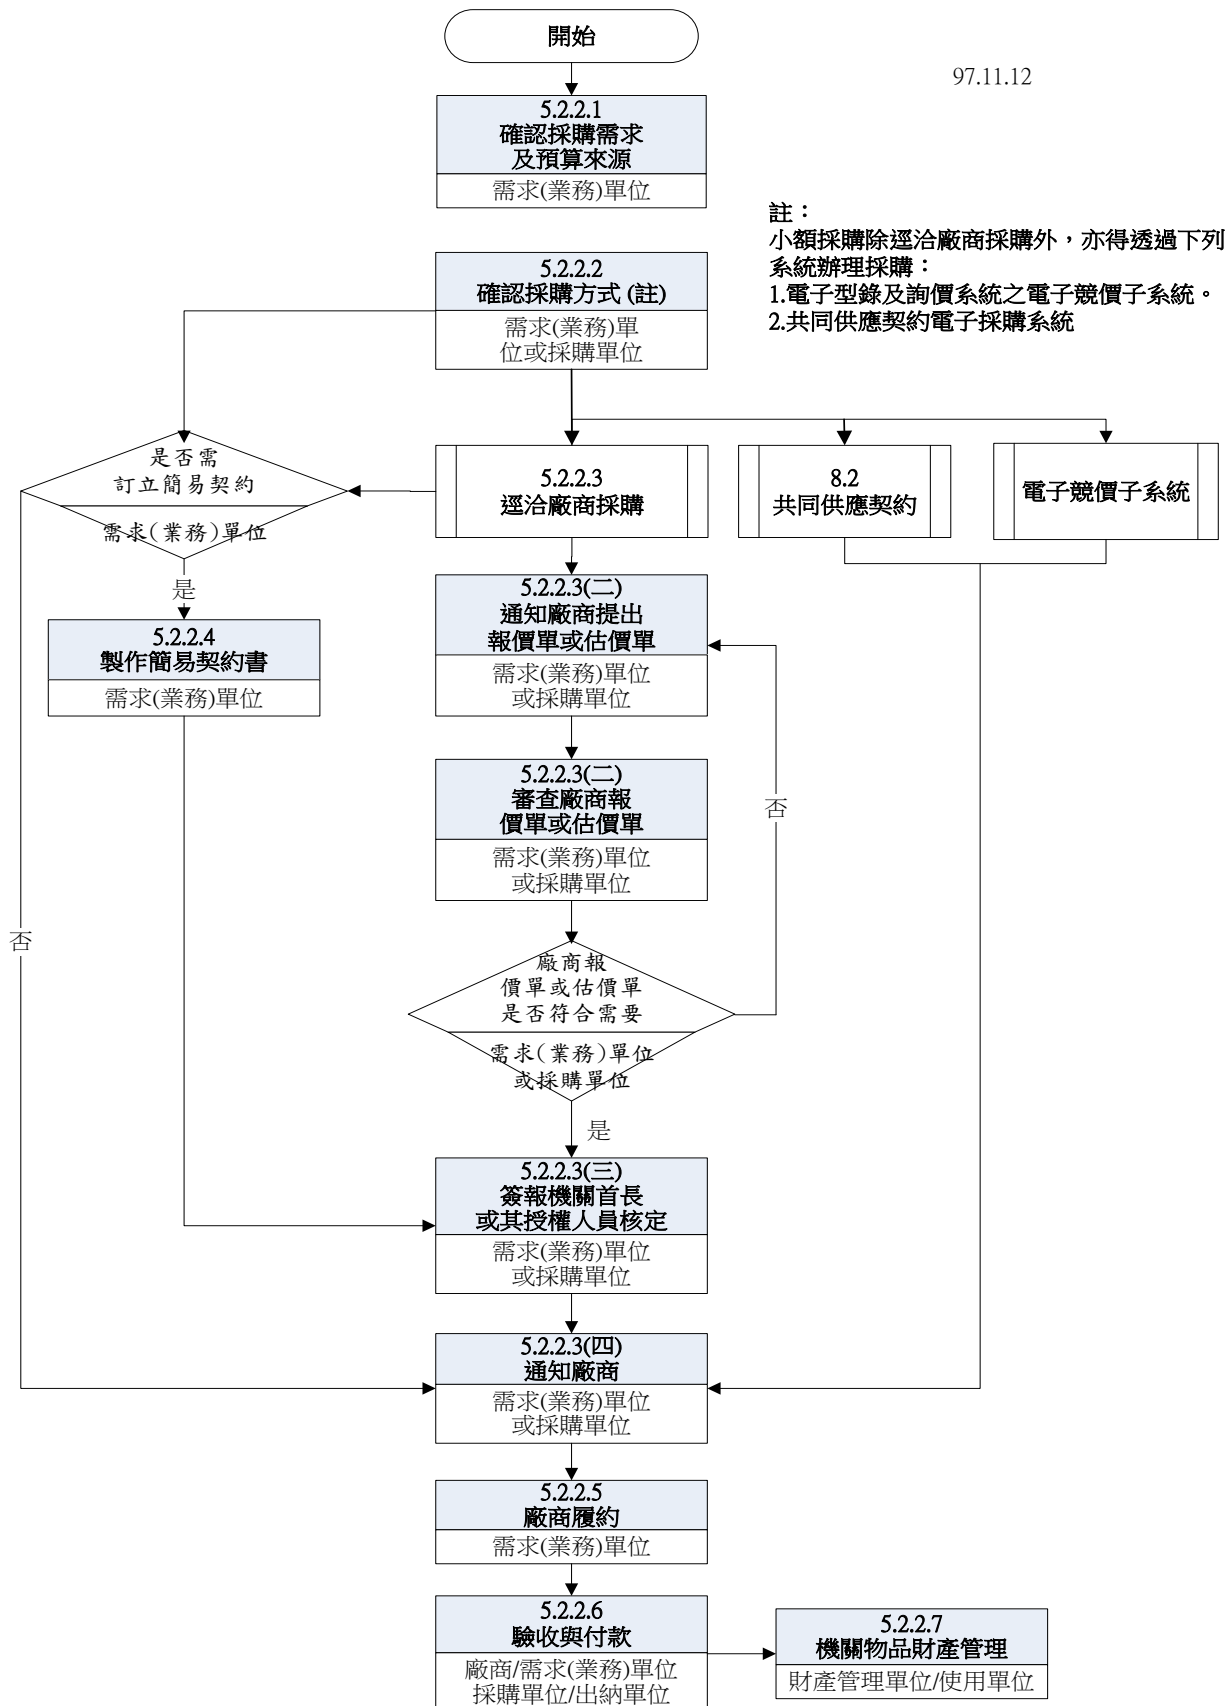 開始
97.11.12
5.2.2.1
確認採購需求
及預算來源
需求(業務)單位
註：
小額採購除逕洽廠商採購外，亦得透過下列
系統辦理採購：
1.電子型錄及詢價系統之電子競價子系統。
2.共同供應契約電子採購系統
5.2.2.2
確認採購方式 (註)
需求(業務)單
位或採購單位
是否需
訂立簡易契約
需求(業務)單位
5.2.2.3
逕洽廠商採購
8.2
共同供應契約
電子競價子系統
是
5.2.2.4
製作簡易契約書
需求(業務)單位
5.2.2.3(二)
通知廠商提出
報價單或估價單
需求(業務)單位
或採購單位
5.2.2.3(二)
審查廠商報
價單或估價單
需求(業務)單位
或採購單位
否
否
廠商報
價單或估價單
是否符合需要
需求(業務)單位
或採購單位
是
5.2.2.3(三)
簽報機關首長
或其授權人員核定
需求(業務)單位
或採購單位
5.2.2.3(四)
通知廠商
需求(業務)單位
或採購單位
5.2.2.5
廠商履約
需求(業務)單位
5.2.2.6
驗收與付款
廠商/需求(業務)單位
採購單位/出納單位
5.2.2.7
機關物品財產管理
財產管理單位/使用單位